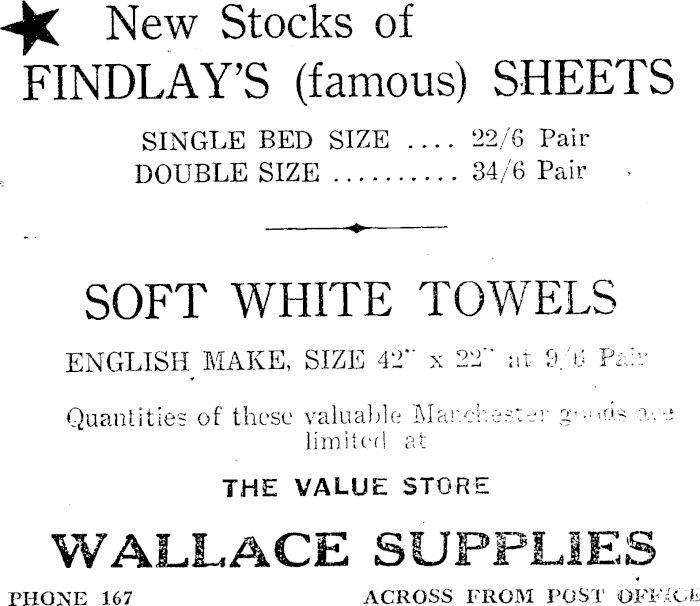 New Stocks of
FINDLAY'S (famous) SHEETS
SINGLE BED SIZE .... 22/6 Pair
DOUBLE SIZE .......... 34/6 Pair
SOFT WHITE TOWELS
ENGLISH MAKE, SIZE 42" x 22" at 9/6 Pair
Quantities of these valuable Manchester goods are
limited at
THE VALUE STORE
WALLACE SUPPLIES
PHONE 167 ACROSS FROM POST OFFICE